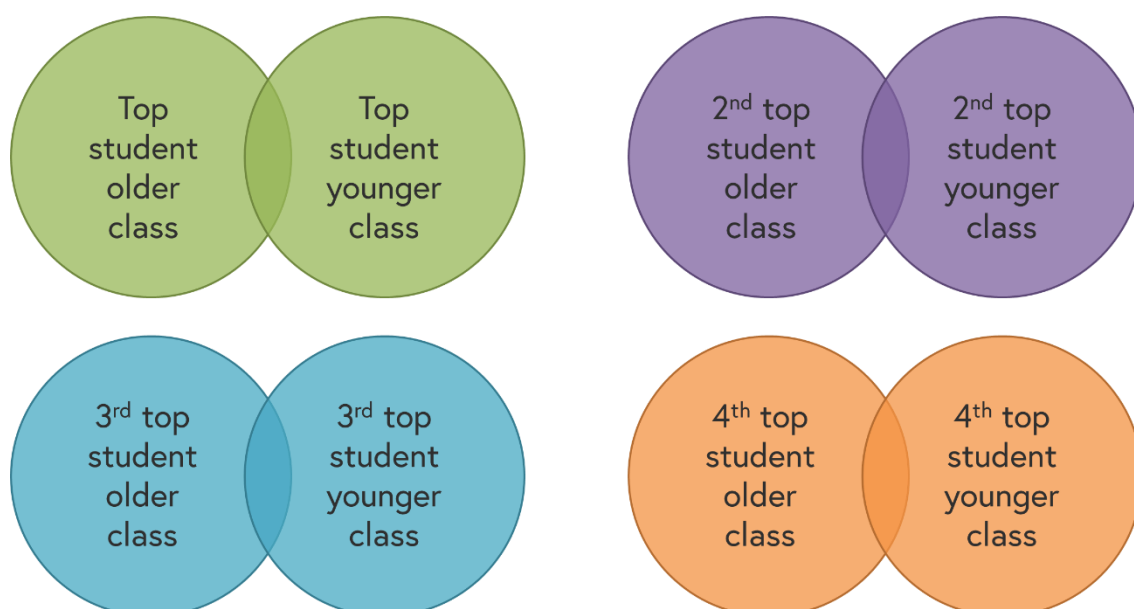 Top
student
older
class
Top
student
younger
class
2nd top
student
older
class
2nd top
student
younger
class
3rd top
student
older
class
3rd top
student
younger
class
4th top
student
older
class
4th top
student
younger
class